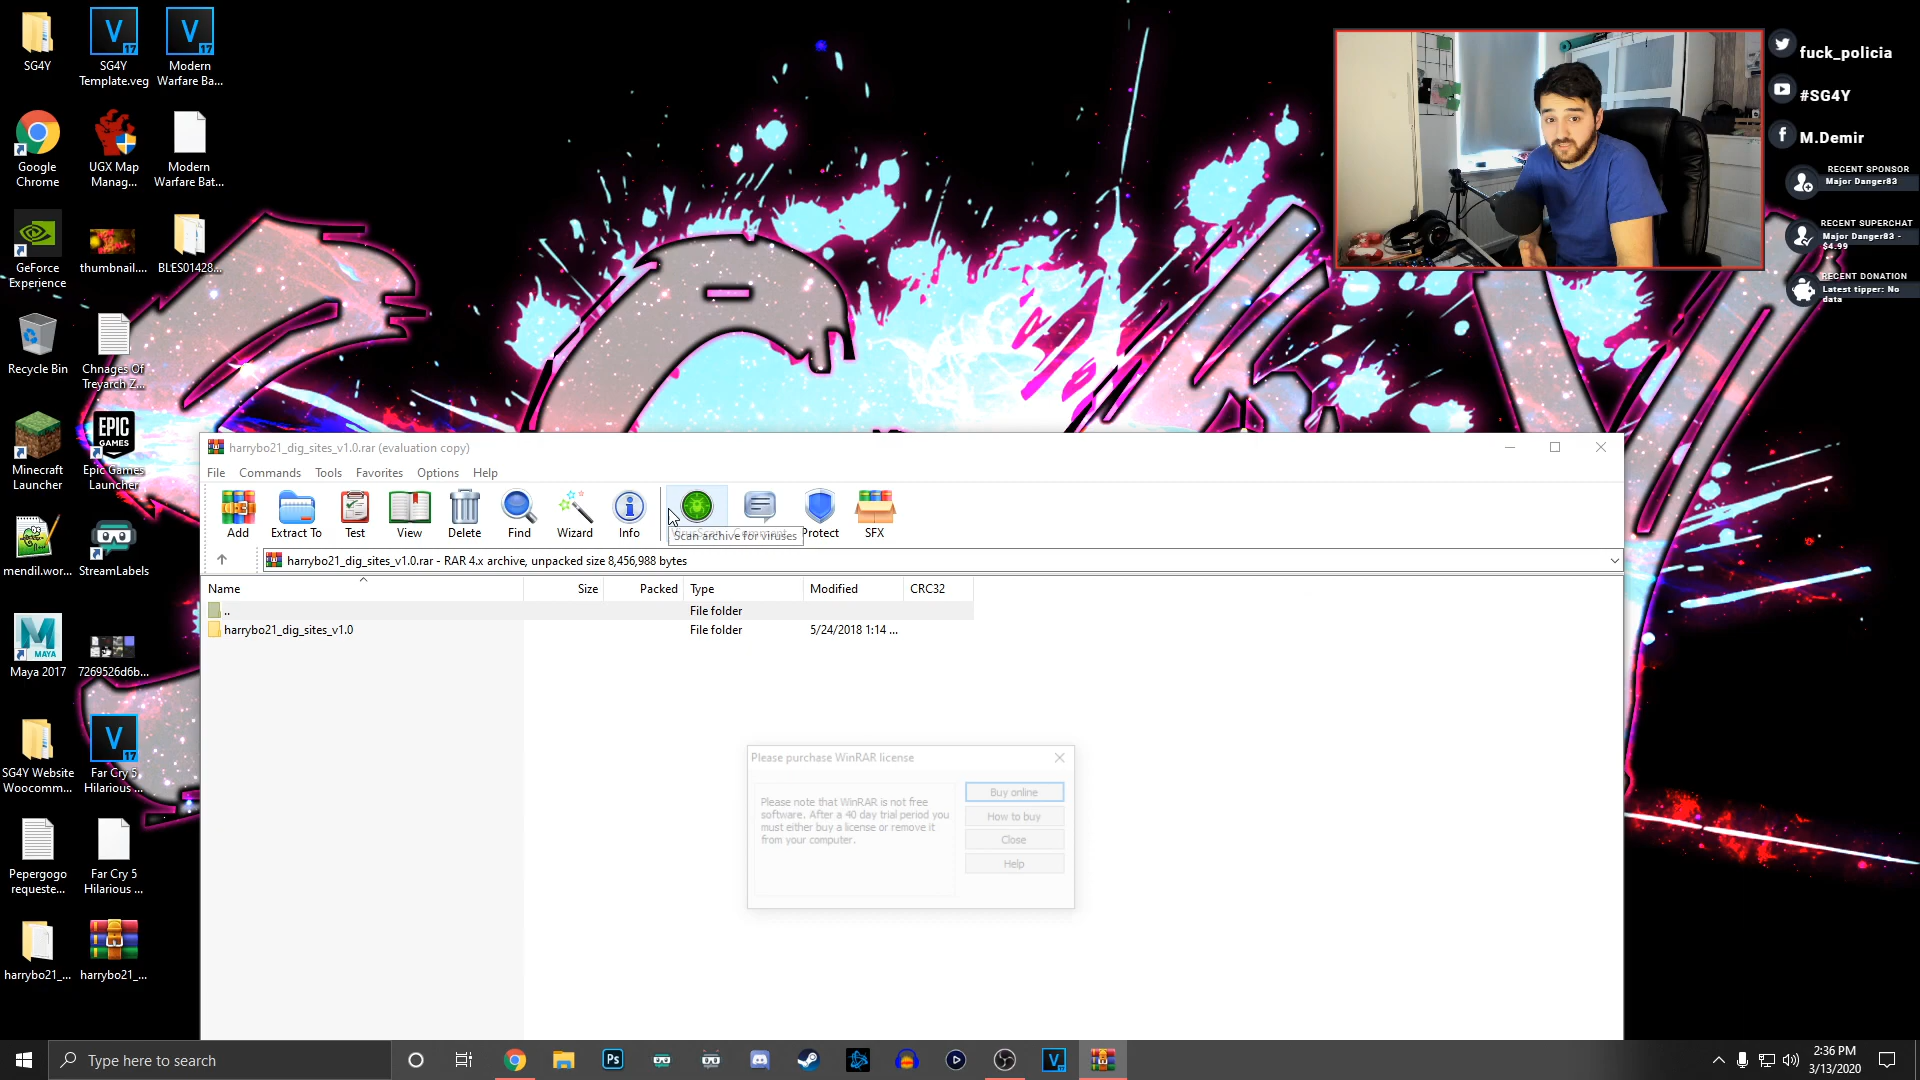 SG4Y
SG4Y
Template.veg
Modern
Warfare Ba...
Google
Chrome
UGX Map
Manag...
Modern
Warfare Bat...
GeForce
Experience
thumbnail....
BLES01428...
Recycle Bin
Chnages Of
Treyarch Z...
Minecraft
Launcher
EPIC
GAMES
Epic Games
Launcher
mendil.wor...
StreamLabels
MAYA
Maya 2017
7269526d6b...
SG4Y Website
Woocomm...
Far Cry 5
Hilarious ...
Pepergogo
requeste...
Far Cry 5
Hilarious ...
harrybo21_...
harrybo21_...
fuck_policia
#SG4Y
M.Demir
RECENT SPONSOR
Major Danger83
RECENT SUPERCHAT
Major Danger83 -
$4.99
RECENT DONATION
Latest tipper: No
data
harrybo21_dig_sites_v1.0.rar (evaluation copy)
File Commands Tools Favorites Options Help
Add Extract To Test View Delete Find Wizard Info Protect SFX
Scan archive for viruses
harrybo21_dig_sites_v1.0.rar - RAR 4.x archive, unpacked size 8,456,988 bytes
Name Size Packed Type Modified CRC32
.. File folder
harrybo21_dig_sites_v1.0 File folder 5/24/2018 1:14 ...
Please purchase WinRAR license
Please note that WinRAR is not free
software. After a 40 day trial period you
must either buy a license or remove it
from your computer.
Buy online
How to buy
Close
Help
Type here to search
2:36 PM
3/13/2020